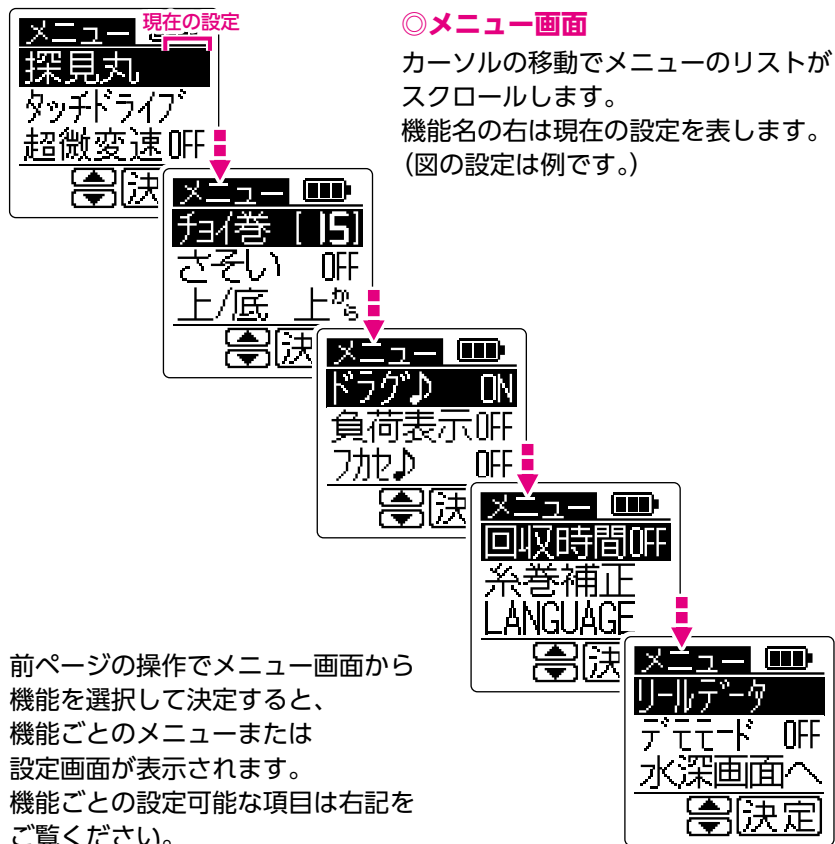 現在の設定
メニュー
探見丸
タッチドライブ
超微変速 OFF
決
◎メニュー画面
カーソルの移動でメニューのリストが
スクロールします。
機能名の右は現在の設定を表します。
(図の設定は例です。)
メニュー
チョイ巻 [ 15]
さそい OFF
上/底 上から
決
メニュー
ドラグ♪ ON
負荷表示OFF
フカセ♪ OFF
決
メニュー
回収時間OFF
糸巻補正
LANGUAGE
決
メニュー
リールデータ
デモモード OFF
水深画面へ
決定
前ページの操作でメニュー画面から
機能を選択して決定すると、
機能ごとのメニューまたは
設定画面が表示されます。
機能ごとの設定可能な項目は右記を
ご覧ください。